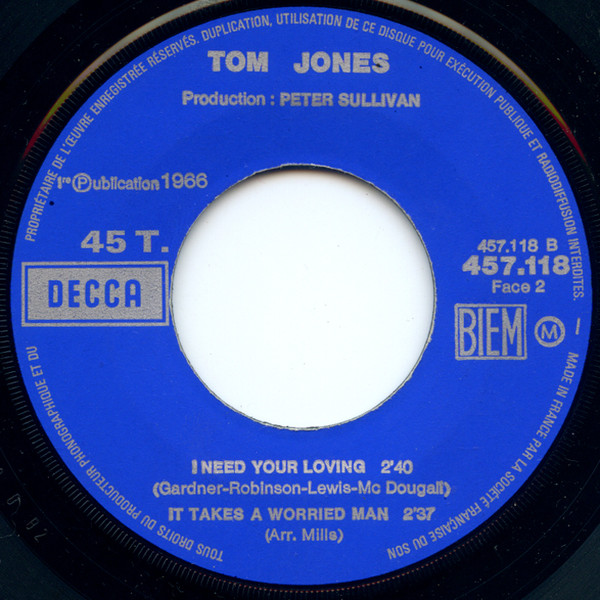 PROPRIÉTAIRE DE L'ŒUVRE ENREGISTRÉE RÉSERVÉS. DUPLICATION, UTILISATION DE CE DISQUE POUR EXÉCUTION PUBLIQUE ET RADIODIFFUSION INTERDITES.
TOM JONES
Production : PETER SULLIVAN
1re Ⓟublication 1966
45 T.
DECCA
457.118 B
457.118
Face 2
BIEM
M
I NEED YOUR LOVING 2'40
(Gardner-Robinson-Lewis-Mc Dougall)
IT TAKES A WORRIED MAN 2'37
(Arr. Mills)
TOUS DROITS DU PRODUCTEUR PHONOGRAPHIQUE ET DU
MADE IN FRANCE PAR LA SOCIÉTÉ FRANÇAISE DU SON